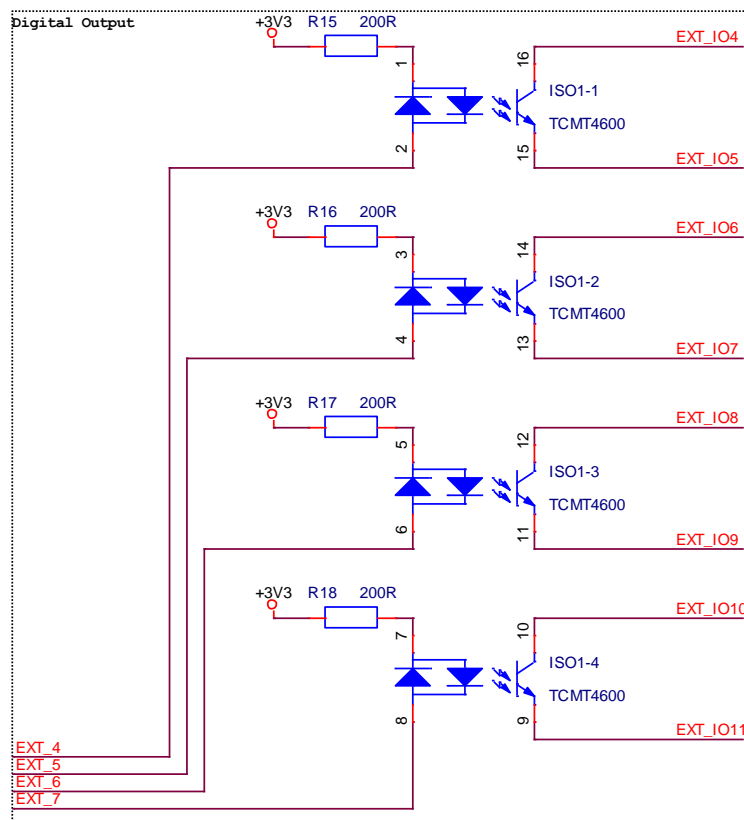 Digital Output
+3V3 R15 200R
EXT_IO4
1
16
ISO1-1
TCMT4600
2
15
EXT_IO5
+3V3 R16 200R
EXT_IO6
3
14
ISO1-2
TCMT4600
4
13
EXT_IO7
+3V3 R17 200R
EXT_IO8
5
12
ISO1-3
TCMT4600
6
11
EXT_IO9
+3V3 R18 200R
EXT_IO10
7
10
ISO1-4
TCMT4600
8
9
EXT_IO11
EXT_4
EXT_5
EXT_6
EXT_7